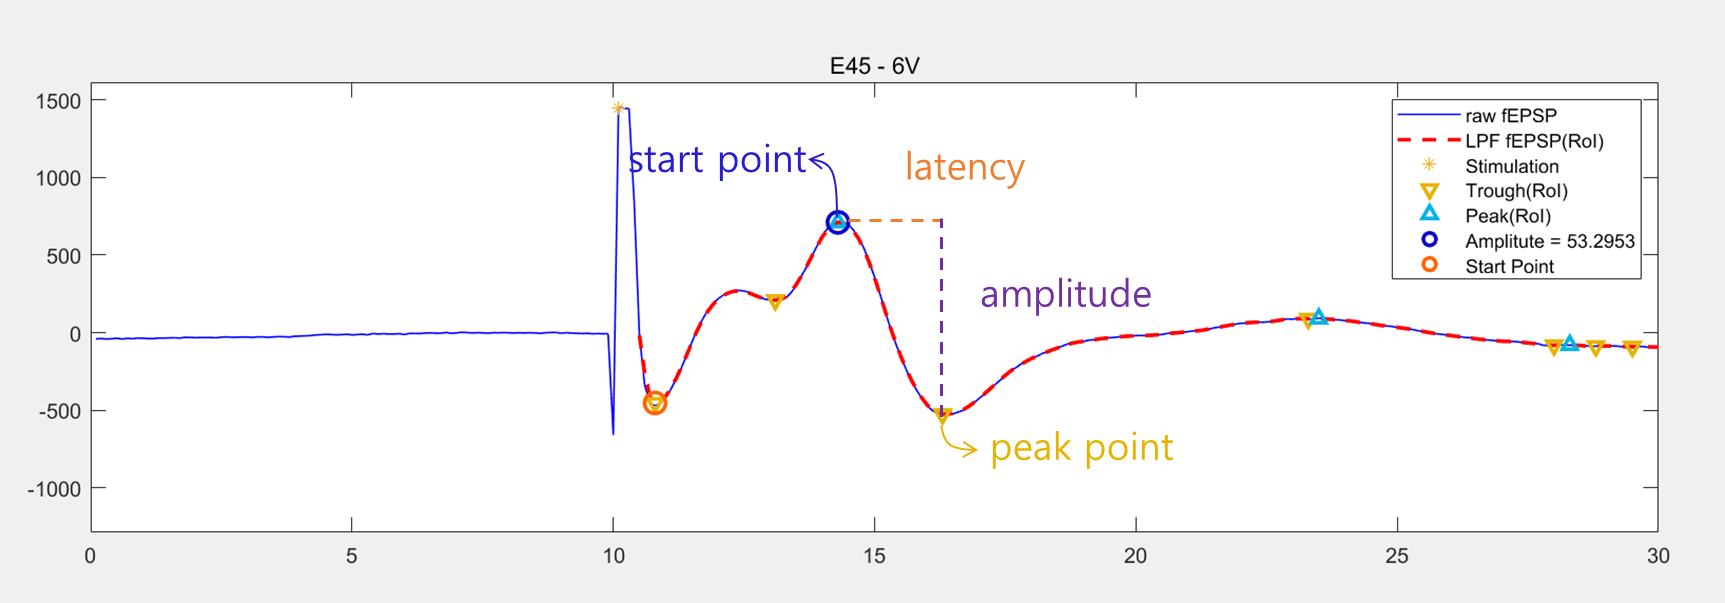 E45 - 6V
1500
1000
500
0
-500
-1000
0
5
10
15
20
25
30
start point
latency
amplitude
peak point
raw fEPSP
LPF fEPSP(RoI)
Stimulation
Trough(RoI)
Peak(RoI)
Amplitute = 53.2953
Start Point